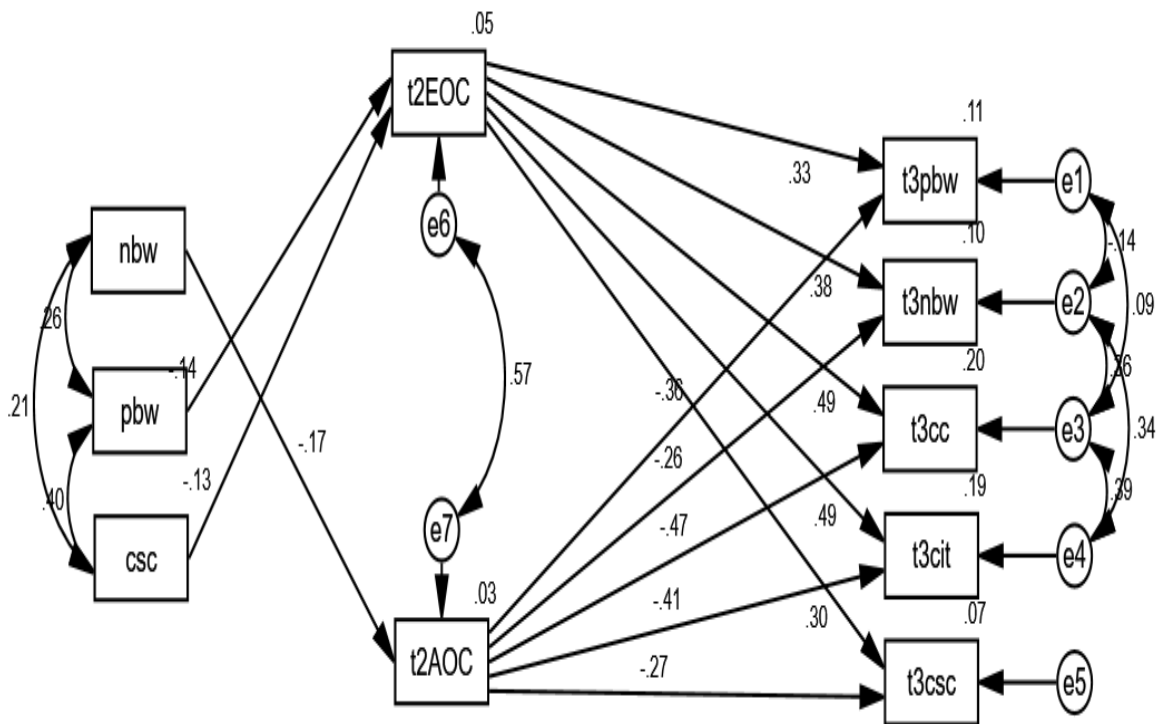 .05
t2EOC
.11
.33
t3pbw
e1
e6
nbw
.10
-.14
.26
.38
t3nbw
e2
.09
.20
.57
-.14
-.36
.26
.21
pbw
.49
t3cc
e3
.34
-.17
-.26
.40
-.13
.19
.39
csc
e7
-.47
.49
t3cit
e4
.03
-.41
.30
.07
t2AOC
-.27
t3csc
e5